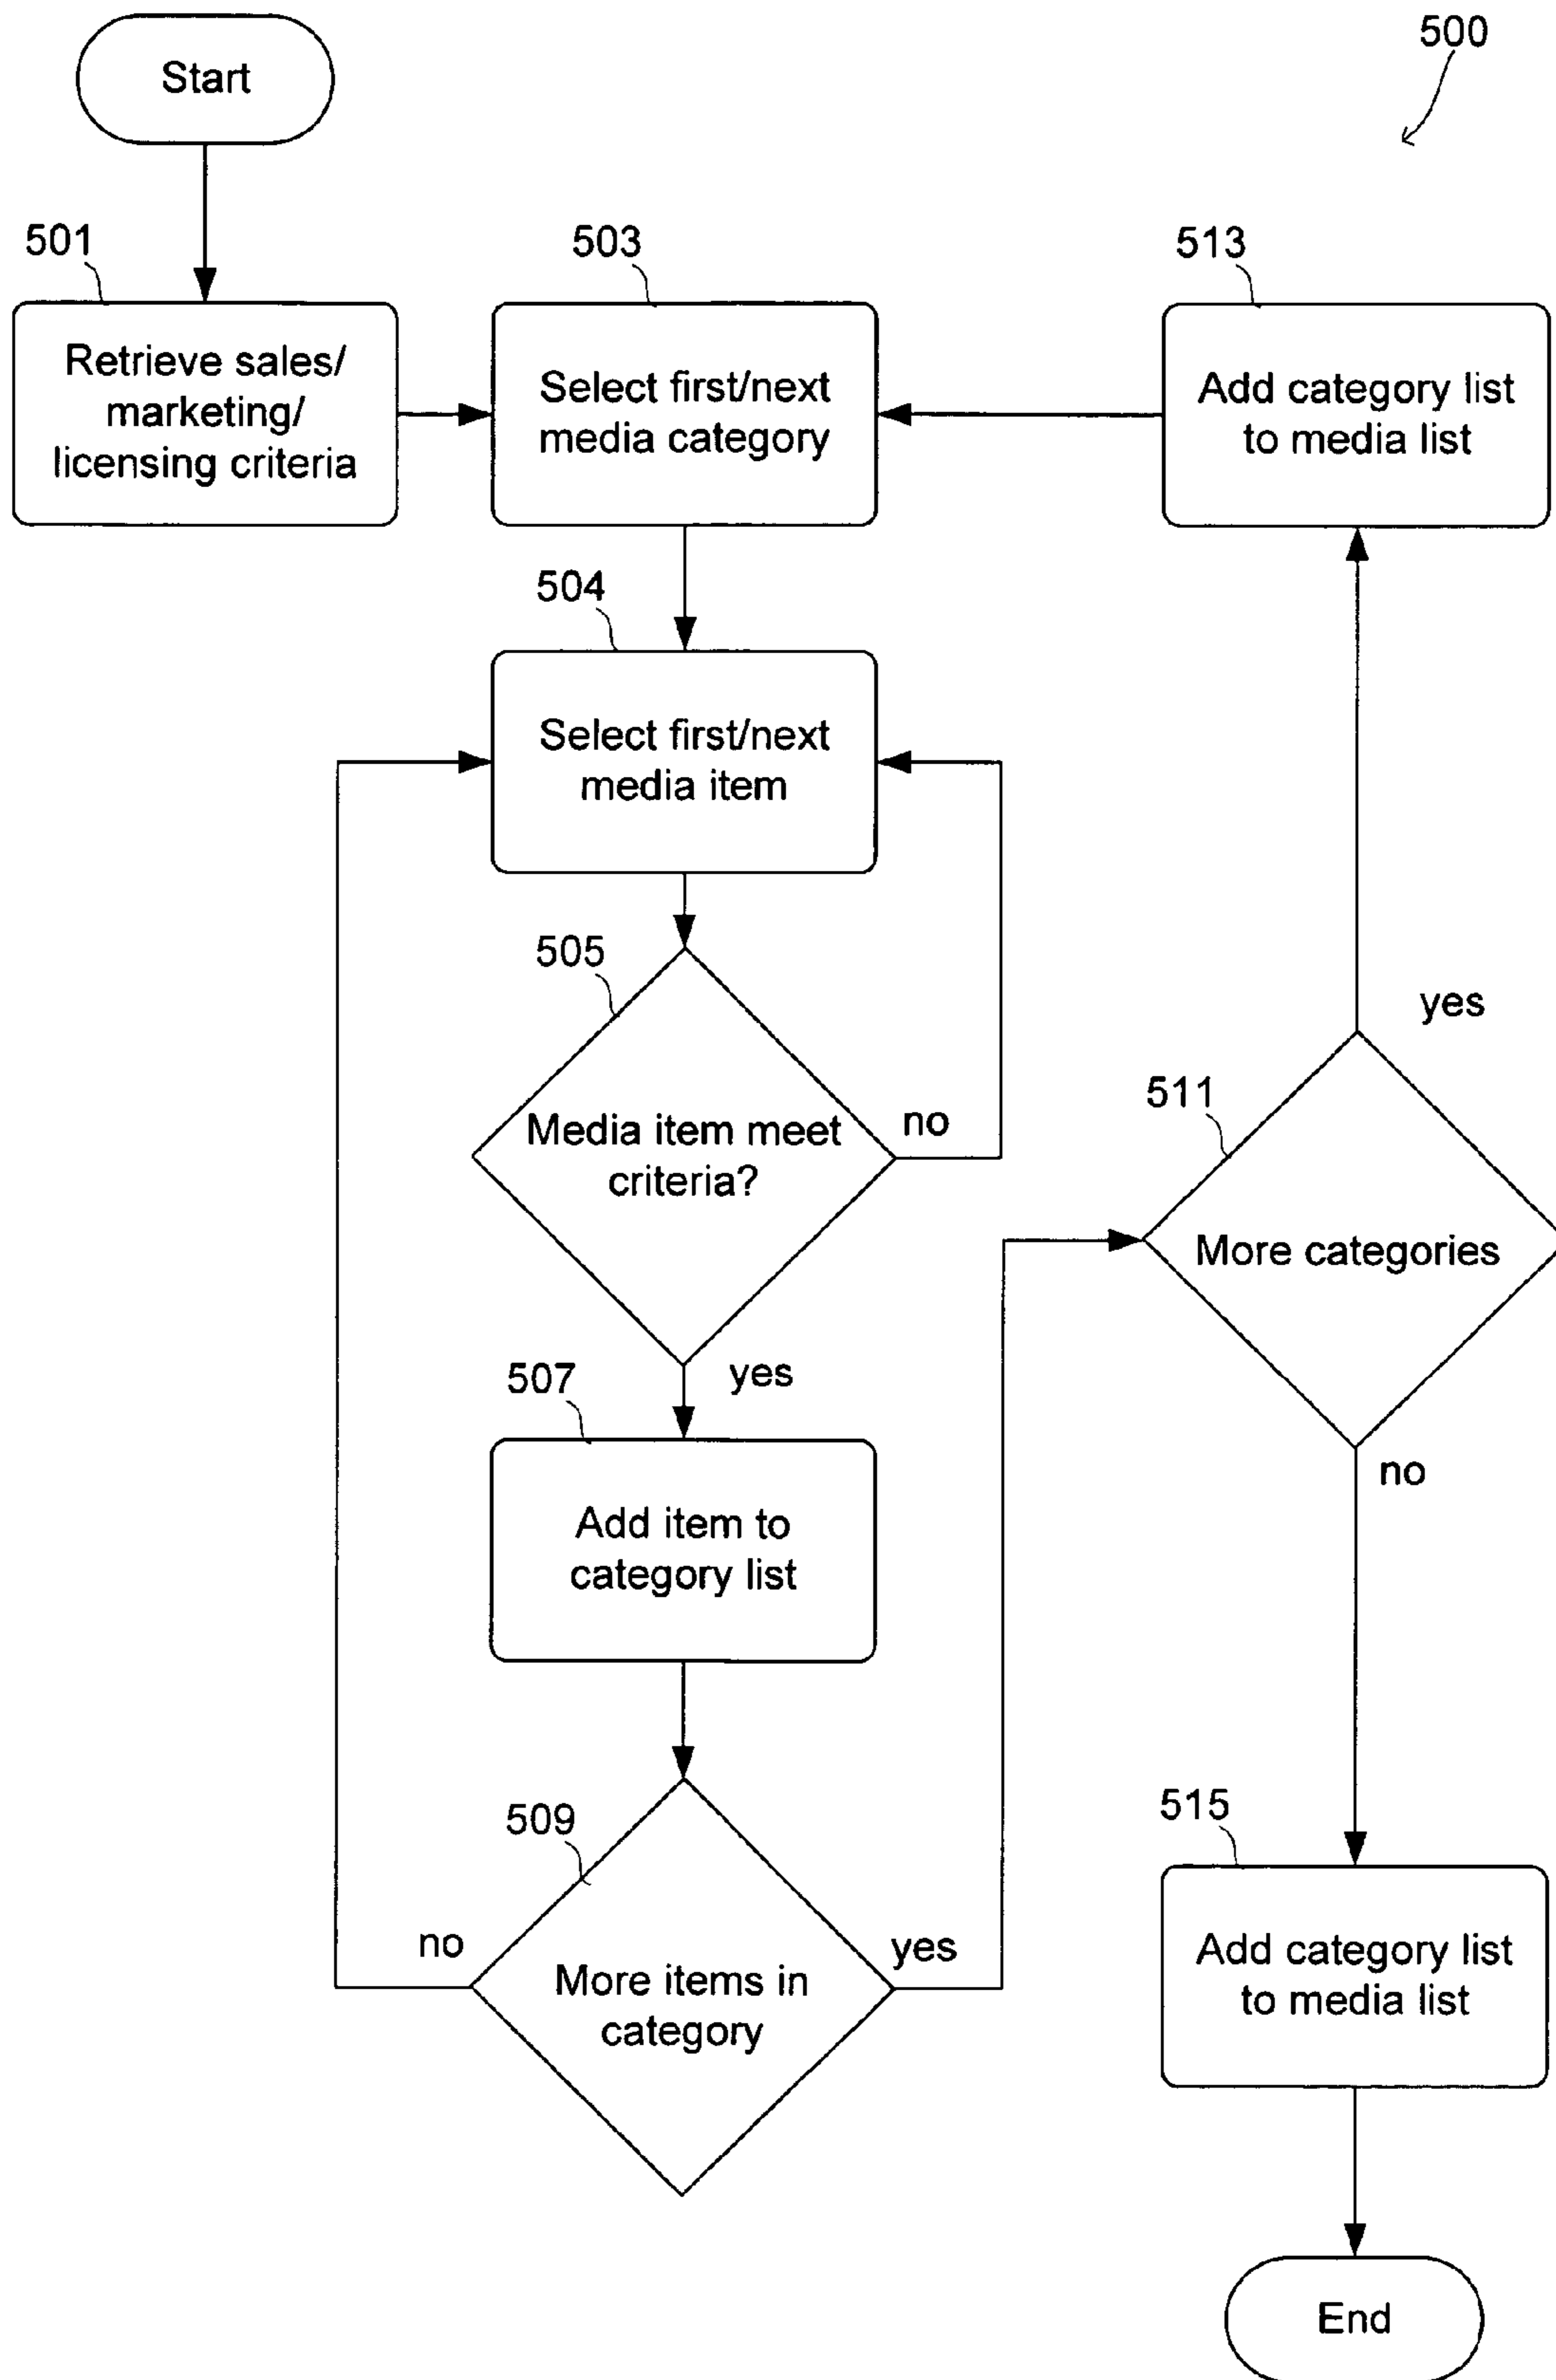 Start
500
501
503
513
Retrieve sales/
marketing/
licensing criteria
Select first/next
media category
Add category list
to media list
504
Select first/next
media item
505
Media item meet
criteria?
no
yes
511
More categories
yes
no
507
Add item to
category list
509
More items in
category
no
yes
515
Add category list
to media list
End